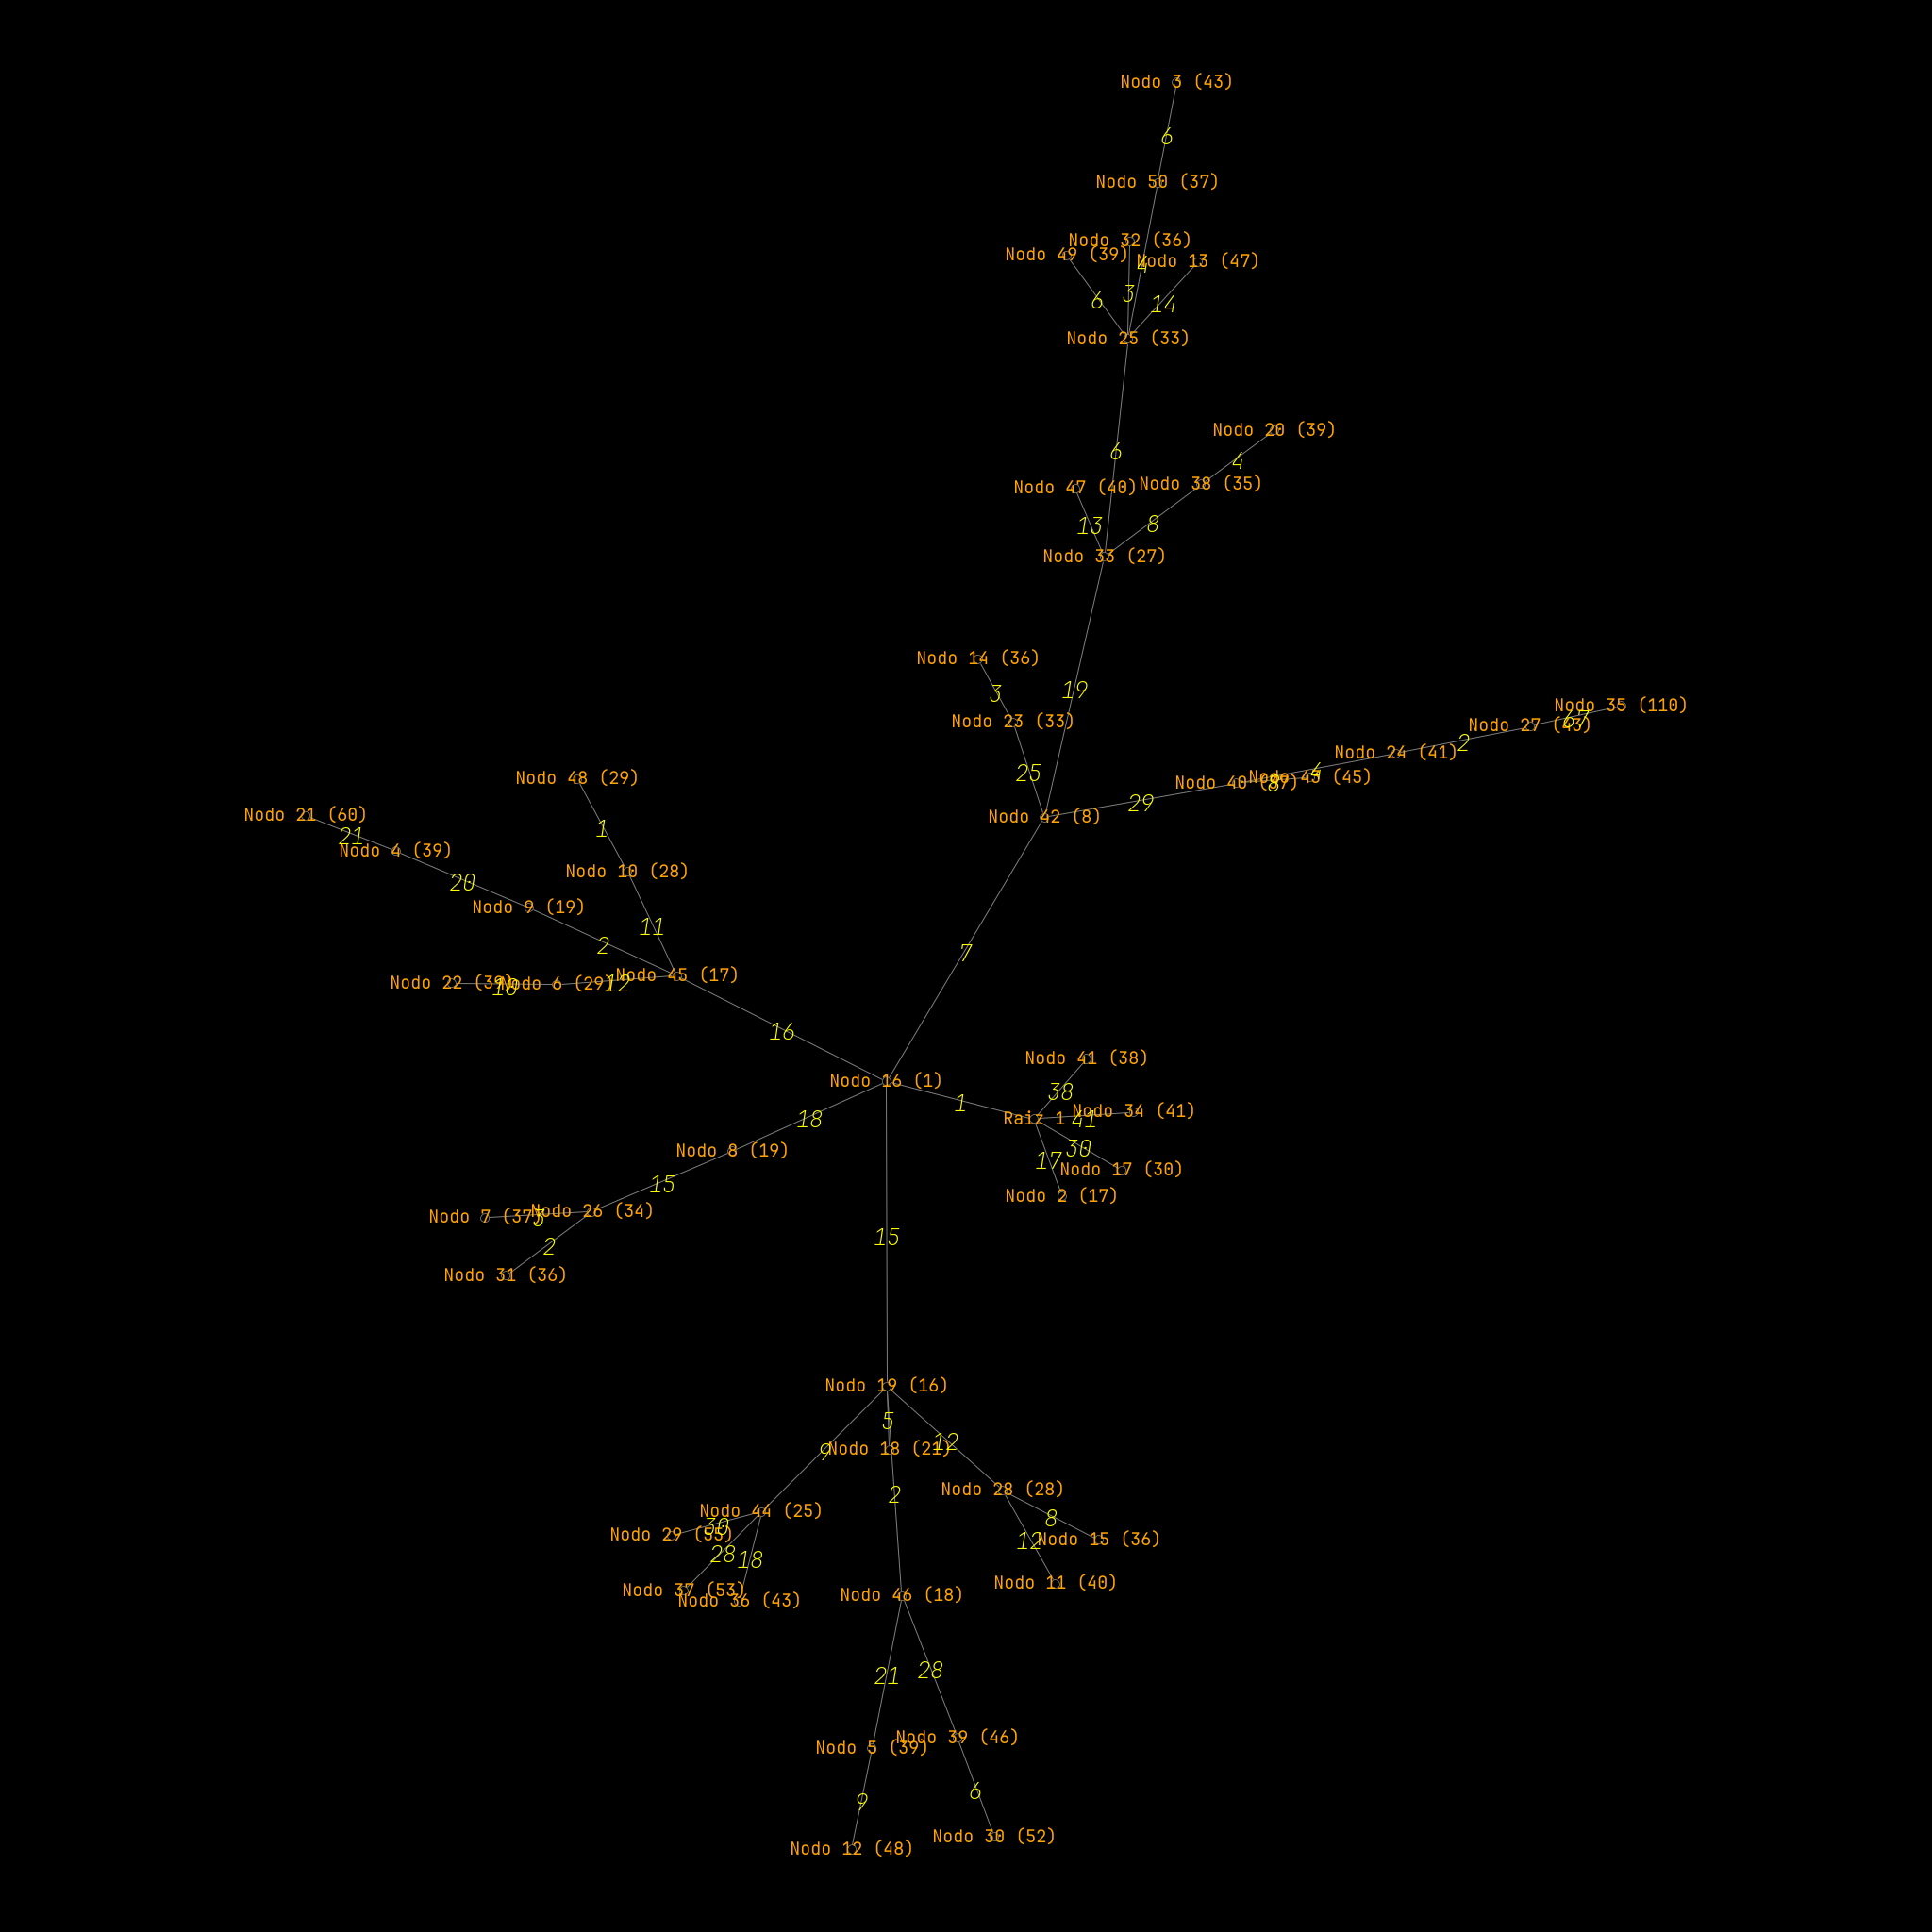 Nodo 3 (43)
6
Nodo 50 (37)
Nodo 32 (36)
Nodo 49 (39)
Nodo 13 (47)
4
3
6
14
Nodo 25 (33)
Nodo 20 (39)
6
4
Nodo 38 (35)
Nodo 47 (40)
13
8
Nodo 33 (27)
Nodo 14 (36)
3
19
Nodo 23 (33)
Nodo 35 (110)
67
Nodo 27 (43)
2
Nodo 24 (41)
4
Nodo 43 (45)
Nodo 40 (37)
8
25
29
Nodo 42 (8)
Nodo 48 (29)
Nodo 21 (60)
1
21
Nodo 4 (39)
Nodo 10 (28)
20
Nodo 9 (19)
11
2
7
Nodo 45 (17)
Nodo 22 (39)
Nodo 6 (29)
10
12
16
Nodo 41 (38)
Nodo 16 (1)
38
1
Nodo 34 (41)
Raiz 1
41
18
30
Nodo 8 (19)
17
Nodo 17 (30)
15
Nodo 2 (17)
Nodo 26 (34)
Nodo 7 (37)
3
15
2
Nodo 31 (36)
Nodo 19 (16)
5
12
9
Nodo 18 (21)
Nodo 28 (28)
2
Nodo 44 (25)
8
30
Nodo 29 (55)
12
Nodo 15 (36)
28
18
Nodo 11 (40)
Nodo 37 (53)
Nodo 36 (43)
Nodo 46 (18)
28
21
Nodo 39 (46)
Nodo 5 (39)
6
9
Nodo 30 (52)
Nodo 12 (48)